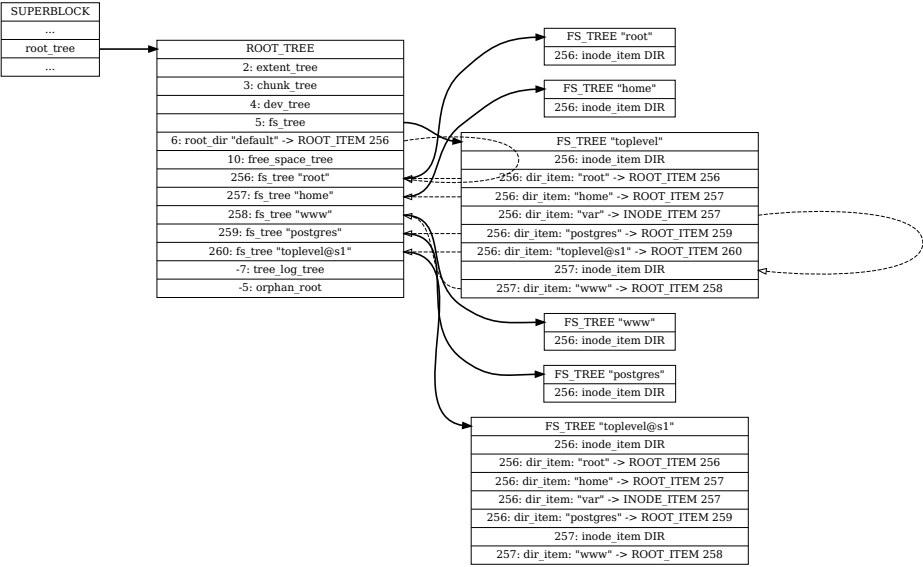 SUPERBLOCK
...
root_tree
...
ROOT_TREE
2: extent_tree
3: chunk_tree
4: dev_tree
5: fs_tree
6: root_dir "default" -> ROOT_ITEM 256
10: free_space_tree
256: fs_tree "root"
257: fs_tree "home"
258: fs_tree "www"
259: fs_tree "postgres"
260: fs_tree "toplevel@s1"
-7: tree_log_tree
-5: orphan_root
FS_TREE "root"
256: inode_item DIR
FS_TREE "home"
256: inode_item DIR
FS_TREE "toplevel"
256: inode_item DIR
256: dir_item: "root" -> ROOT_ITEM 256
256: dir_item: "home" -> ROOT_ITEM 257
256: dir_item: "var" -> INODE_ITEM 257
256: dir_item: "postgres" -> ROOT_ITEM 259
256: dir_item: "toplevel@s1" -> ROOT_ITEM 260
257: inode_item DIR
257: dir_item: "www" -> ROOT_ITEM 258
FS_TREE "www"
256: inode_item DIR
FS_TREE "postgres"
256: inode_item DIR
FS_TREE "toplevel@s1"
256: inode_item DIR
256: dir_item: "root" -> ROOT_ITEM 256
256: dir_item: "home" -> ROOT_ITEM 257
256: dir_item: "var" -> INODE_ITEM 257
256: dir_item: "postgres" -> ROOT_ITEM 259
257: inode_item DIR
257: dir_item: "www" -> ROOT_ITEM 258